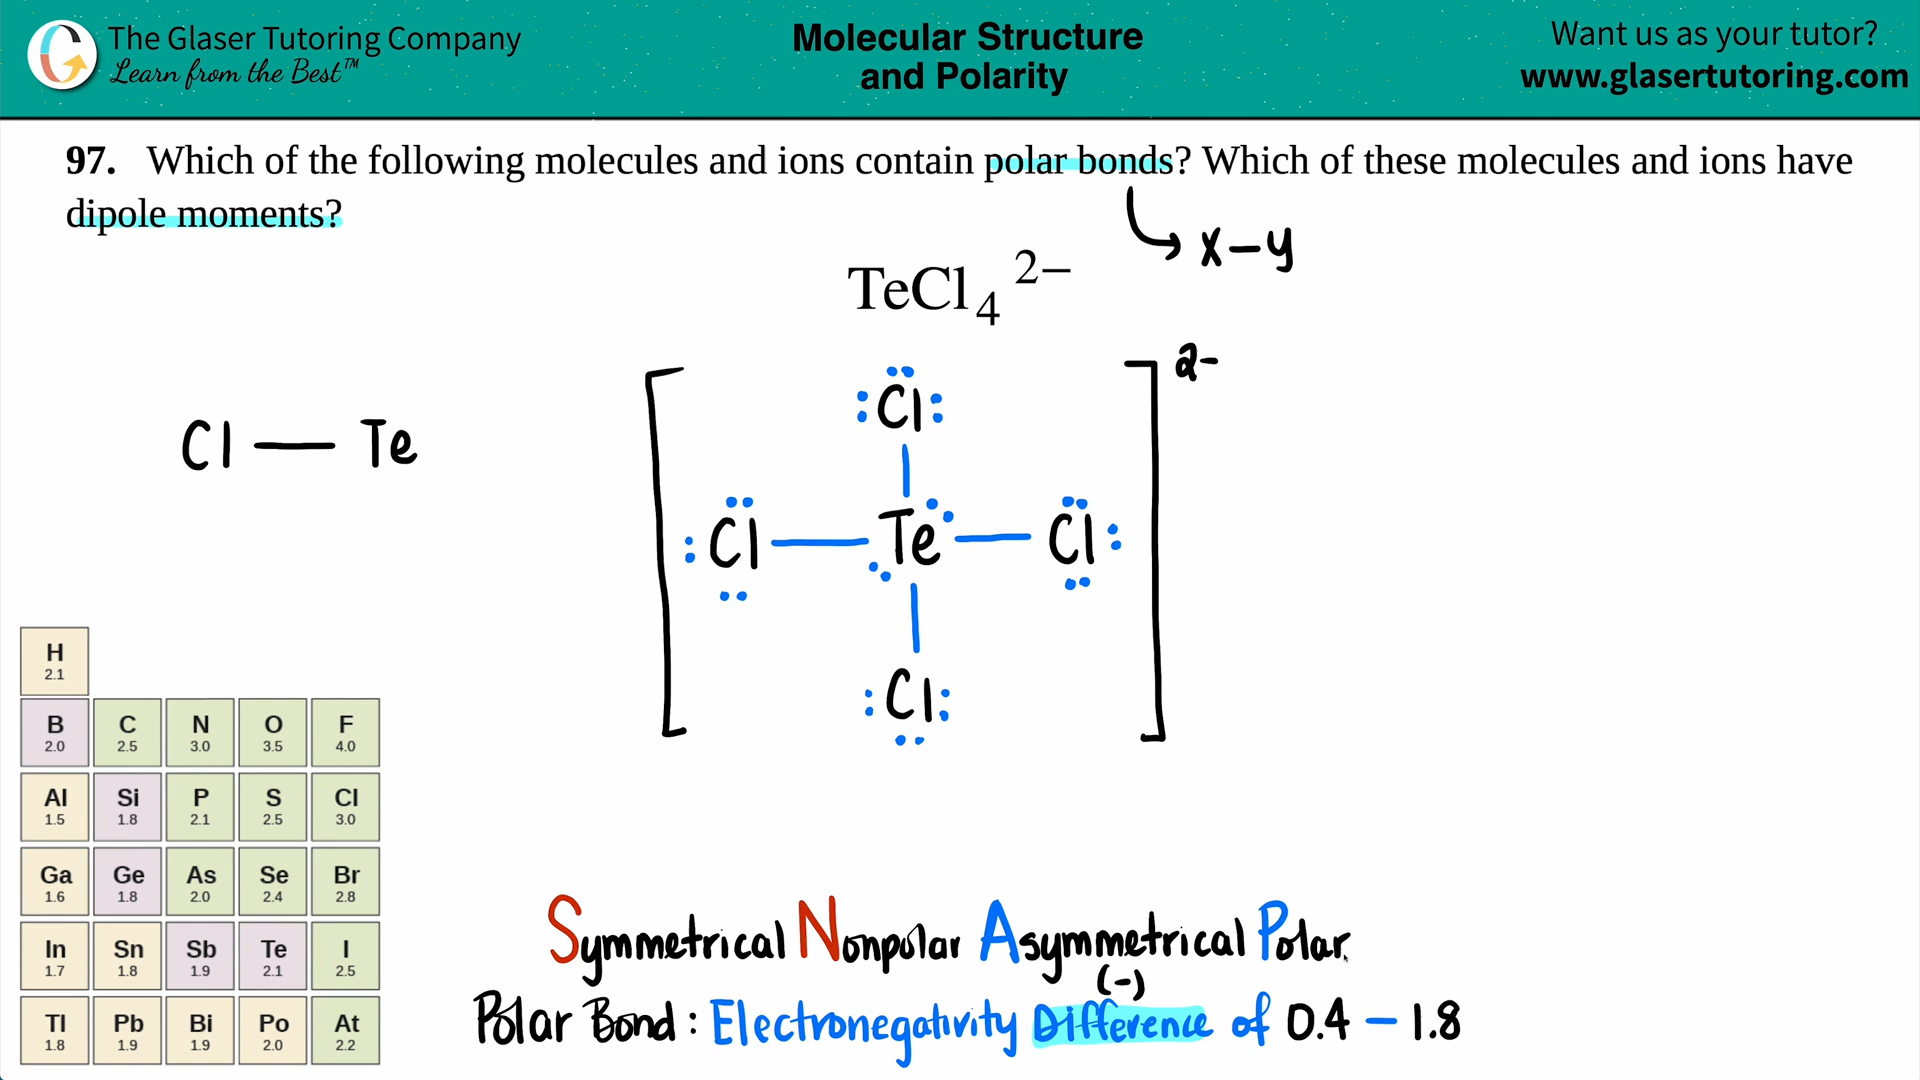 The Glaser Tutoring Company
Learn from the Best™
Molecular Structure
and Polarity
Want us as your tutor?
www.glasertutoring.com
97. Which of the following molecules and ions contain polar bonds? Which of these molecules and ions have
dipole moments?
x–y
TeCl₄²⁻
2-
Cl — Te
:Cl:
:Cl — Te — Cl:
:Cl:
H
2.1
B C N O F
2.0 2.5 3.0 3.5 4.0
Al Si P S Cl
1.5 1.8 2.1 2.5 3.0
Ga Ge As Se Br
1.6 1.8 2.0 2.4 2.8
In Sn Sb Te I
1.7 1.8 1.9 2.1 2.5
Tl Pb Bi Po At
1.8 1.9 1.9 2.0 2.2
Symmetrical Nonpolar Asymmetrical Polar
(-)
Polar Bond: Electronegativity Difference of 0.4 – 1.8